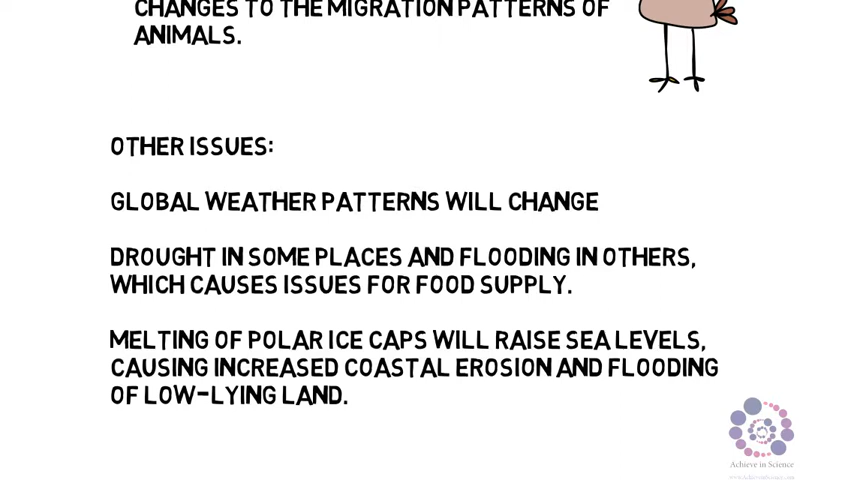 CHANGES TO THE MIGRATION PATTERNS OF
ANIMALS.
OTHER ISSUES:
GLOBAL WEATHER PATTERNS WILL CHANGE
DROUGHT IN SOME PLACES AND FLOODING IN OTHERS,
WHICH CAUSES ISSUES FOR FOOD SUPPLY.
MELTING OF POLAR ICE CAPS WILL RAISE SEA LEVELS,
CAUSING INCREASED COASTAL EROSION AND FLOODING
OF LOW-LYING LAND.
Achieve in Science